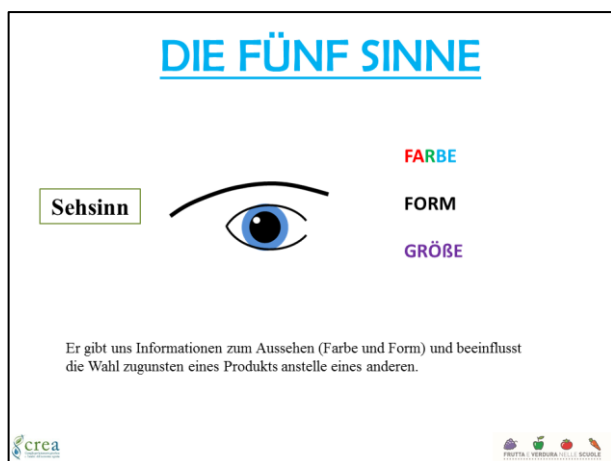 DIE FÜNF SINNE
FARBE
Sehsinn
FORM
GRÖßE
Er gibt uns Informationen zum Aussehen (Farbe und Form) und beeinflusst
die Wahl zugunsten eines Produkts anstelle eines anderen.
crea
FRUTTA E VERDURA NELLE SCUOLE